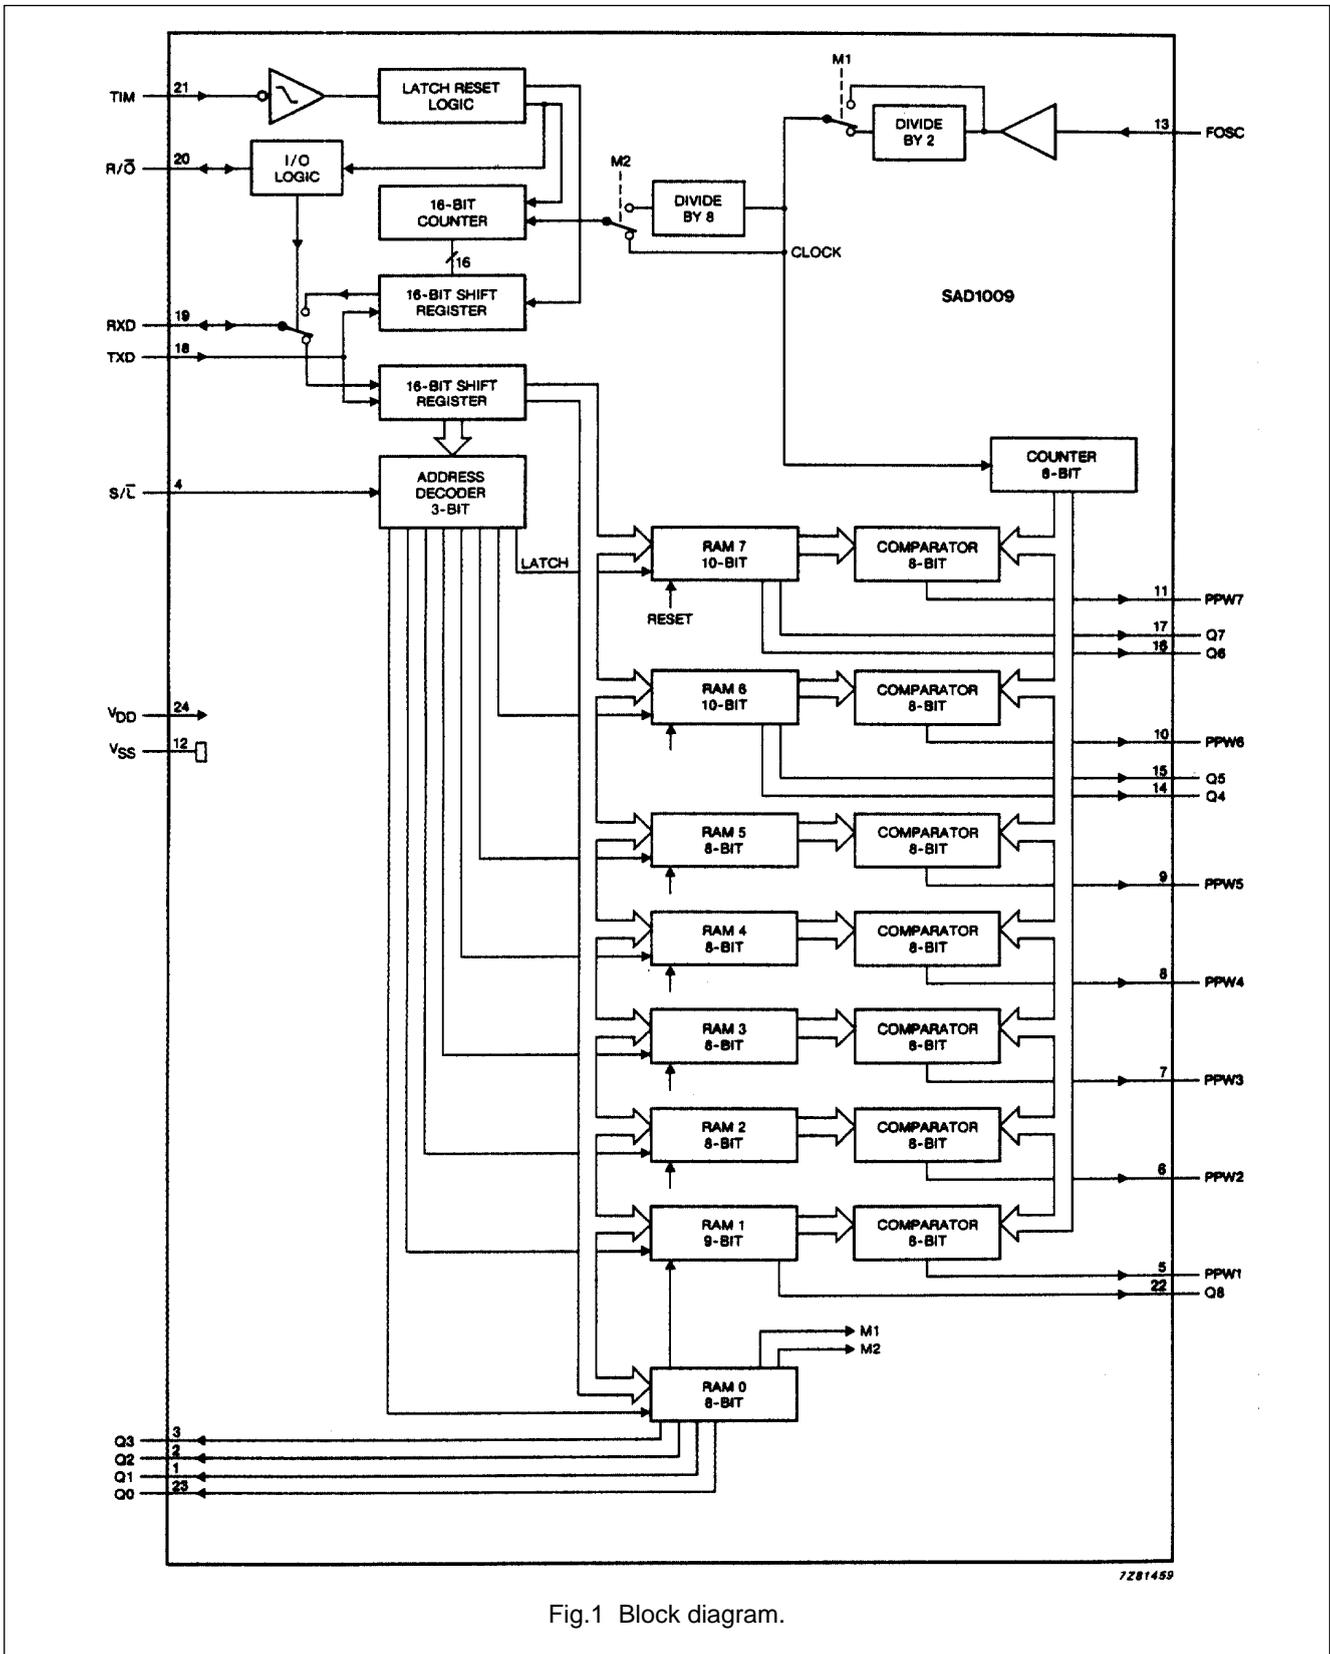 M1
TIM
21
LATCH RESET
LOGIC
DIVIDE
BY 2
13
FOSC
R/Ō
20
I/O
LOGIC
M2
16-BIT
COUNTER
DIVIDE
BY 8
CLOCK
16
16-BIT SHIFT
REGISTER
SAD1009
RXD
19
TXD
18
16-BIT SHIFT
REGISTER
COUNTER
8-BIT
S/L̅
4
ADDRESS
DECODER
3-BIT
LATCH
RAM 7
10-BIT
COMPARATOR
8-BIT
RESET
11
PPW7
17
Q7
16
Q6
RAM 6
10-BIT
COMPARATOR
8-BIT
VDD
24
VSS
12
10
PPW6
15
Q5
14
Q4
RAM 5
8-BIT
COMPARATOR
8-BIT
9
PPW5
RAM 4
8-BIT
COMPARATOR
8-BIT
8
PPW4
RAM 3
8-BIT
COMPARATOR
8-BIT
7
PPW3
RAM 2
8-BIT
COMPARATOR
8-BIT
6
PPW2
RAM 1
9-BIT
COMPARATOR
8-BIT
5
PPW1
22
Q8
M1
M2
RAM 0
8-BIT
Q3
3
Q2
2
Q1
1
Q0
23
7Z81459
Fig.1 Block diagram.